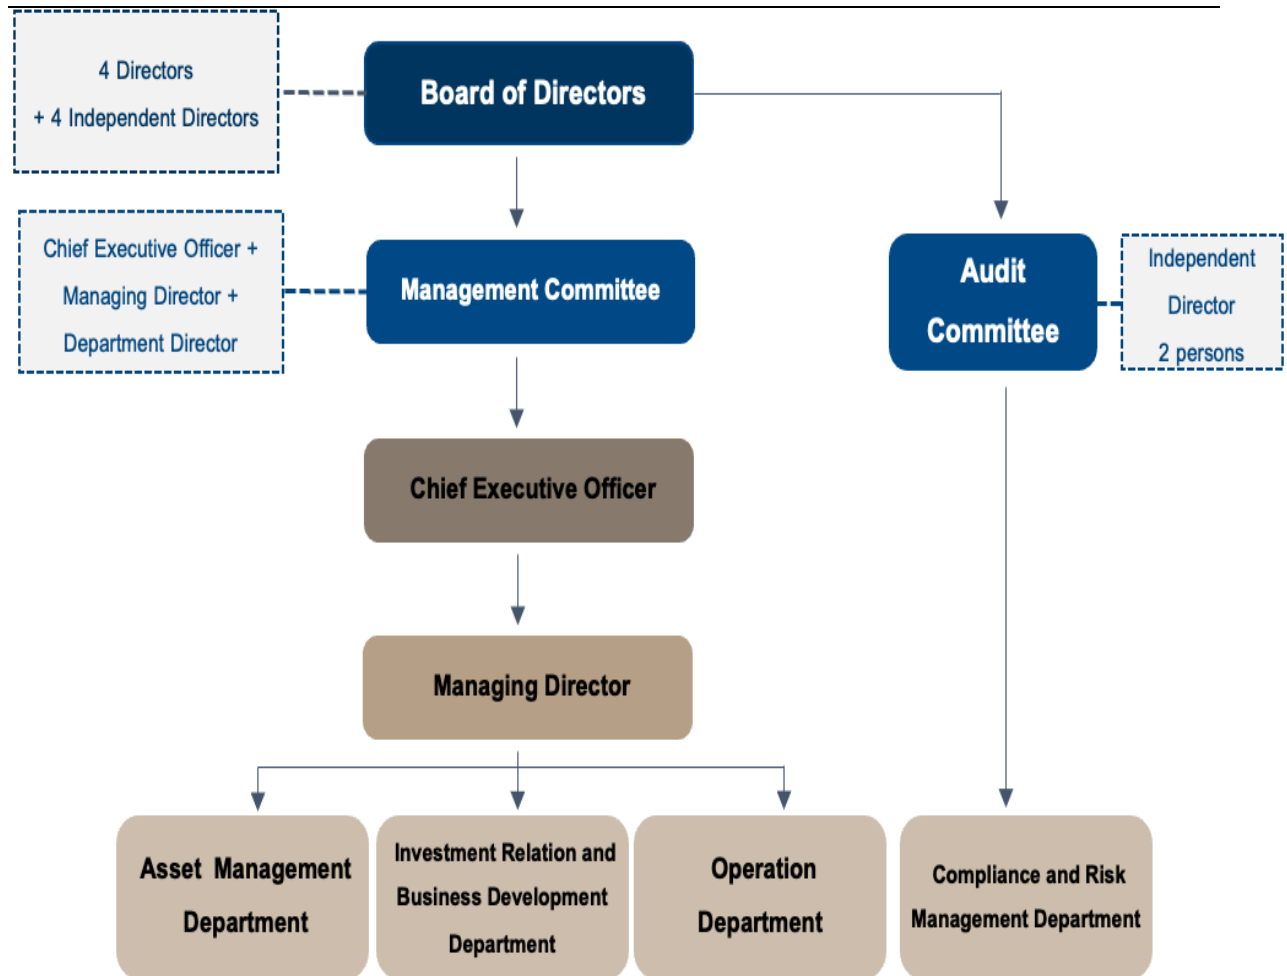 4 Directors
+ 4 Independent Directors
Board of Directors
Chief Executive Officer +
Managing Director +
Department Director
Management Committee
Audit
Committee
Independent
Director
2 persons
Chief Executive Officer
Managing Director
Asset Management
Department
Investment Relation and
Business Development
Department
Operation
Department
Compliance and Risk
Management Department